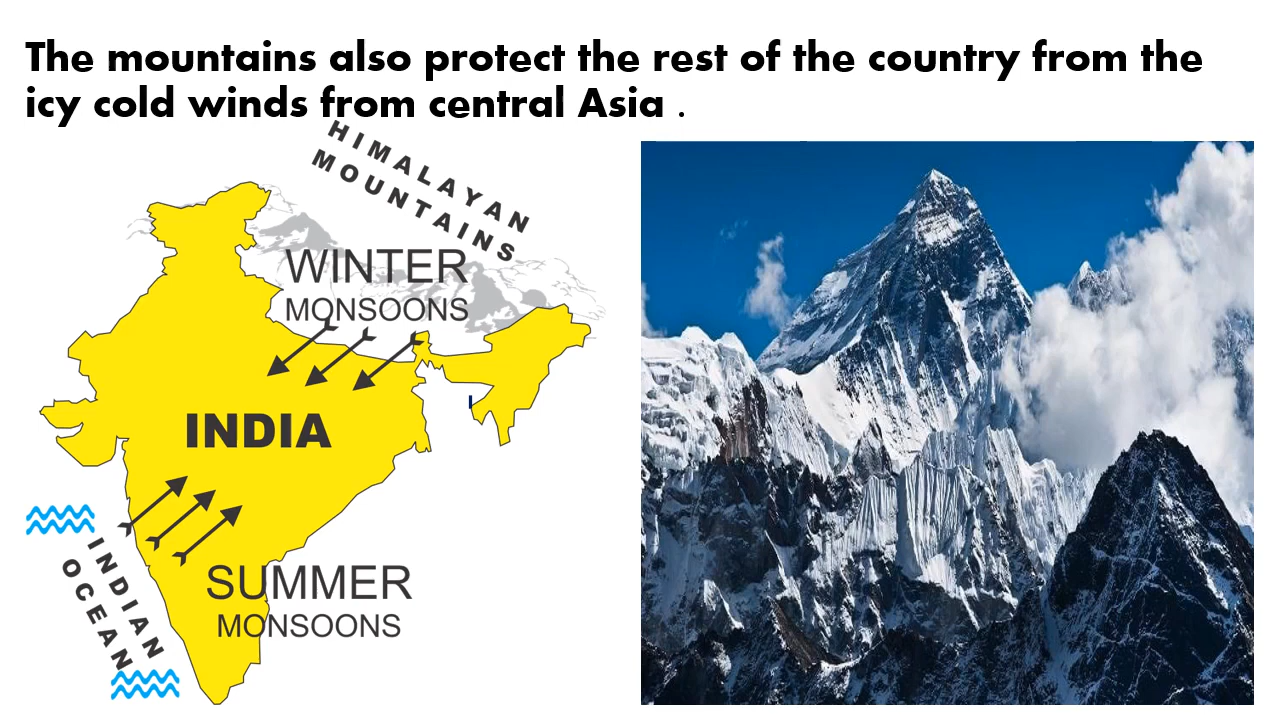 The mountains also protect the rest of the country from the
icy cold winds from central Asia .
HIMALAYAN
MOUNTAINS
WINTER
MONSOONS
INDIA
INDIAN
OCEAN
SUMMER
MONSOONS